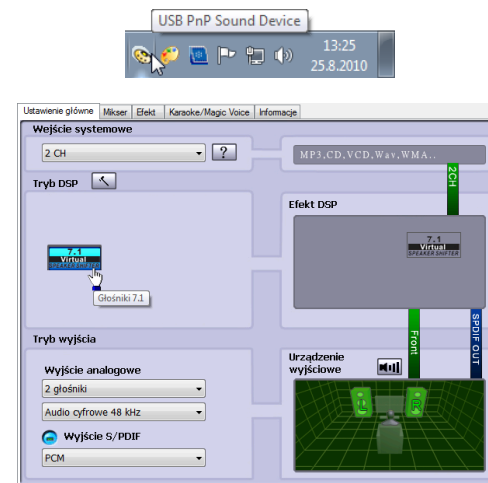 USB PnP Sound Device
13:25
25.8.2010
Ustawienie główne Mikser Efekt Karaoke/Magic Voice Informacje
Wejście systemowe
2 CH ?
MP3,CD,VCD,Wav,WMA..
2CH
Tryb DSP
Efekt DSP
7.1
Virtual
SPEAKER SHIFTER
7.1
Virtual
SPEAKER SHIFTER
Głośniki 7.1
Front
SPDIF OUT
Tryb wyjścia
Urządzenie
wyjściowe
Wyjście analogowe
2 głośniki
Audio cyfrowe 48 kHz
L R
Wyjście S/PDIF
PCM